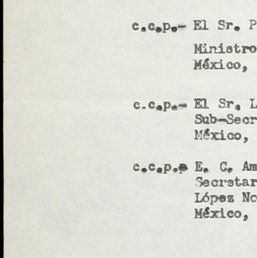 c.c.p.- El Sr. P
Ministro
México,
c.c.p.- El Sr. L
Sub-Secr
México,
c.c.p.- E. C. Am
Secretar
López No
México,